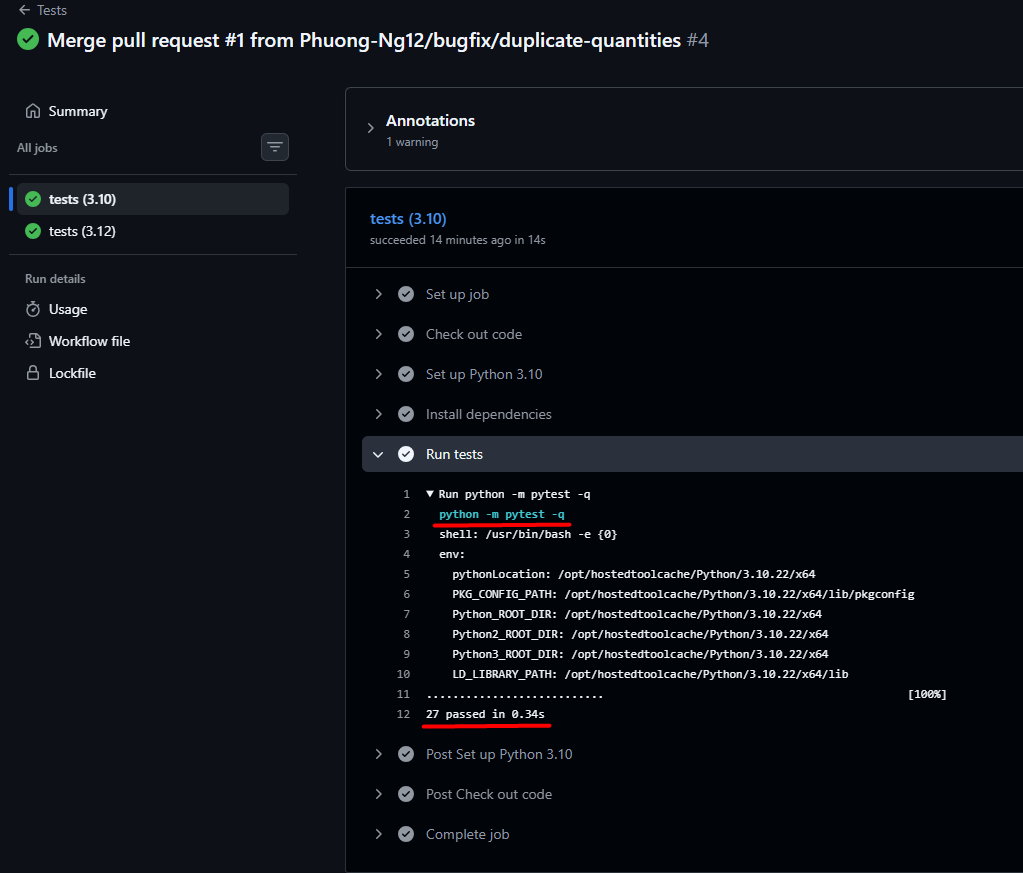 Tests
Merge pull request #1 from Phuong-Ng12/bugfix/duplicate-quantities #4
Summary
All jobs
tests (3.10)
tests (3.12)
Run details
Usage
Workflow file
Lockfile
Annotations
1 warning
tests (3.10)
succeeded 14 minutes ago in 14s
Set up job
Check out code
Set up Python 3.10
Install dependencies
Run tests
1 ▼ Run python -m pytest -q
2 python -m pytest -q
3 shell: /usr/bin/bash -e {0}
4 env:
5 pythonLocation: /opt/hostedtoolcache/Python/3.10.22/x64
6 PKG_CONFIG_PATH: /opt/hostedtoolcache/Python/3.10.22/x64/lib/pkgconfig
7 Python_ROOT_DIR: /opt/hostedtoolcache/Python/3.10.22/x64
8 Python2_ROOT_DIR: /opt/hostedtoolcache/Python/3.10.22/x64
9 Python3_ROOT_DIR: /opt/hostedtoolcache/Python/3.10.22/x64
10 LD_LIBRARY_PATH: /opt/hostedtoolcache/Python/3.10.22/x64/lib
11 ........................... [100%]
12 27 passed in 0.34s
Post Set up Python 3.10
Post Check out code
Complete job